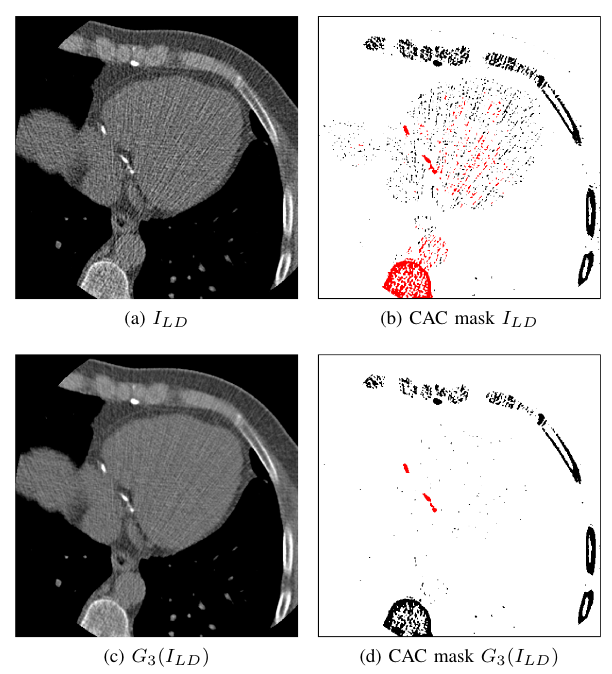 (a) I_{LD}
(b) CAC mask I_{LD}
(c) G_3(I_{LD})
(d) CAC mask G_3(I_{LD})